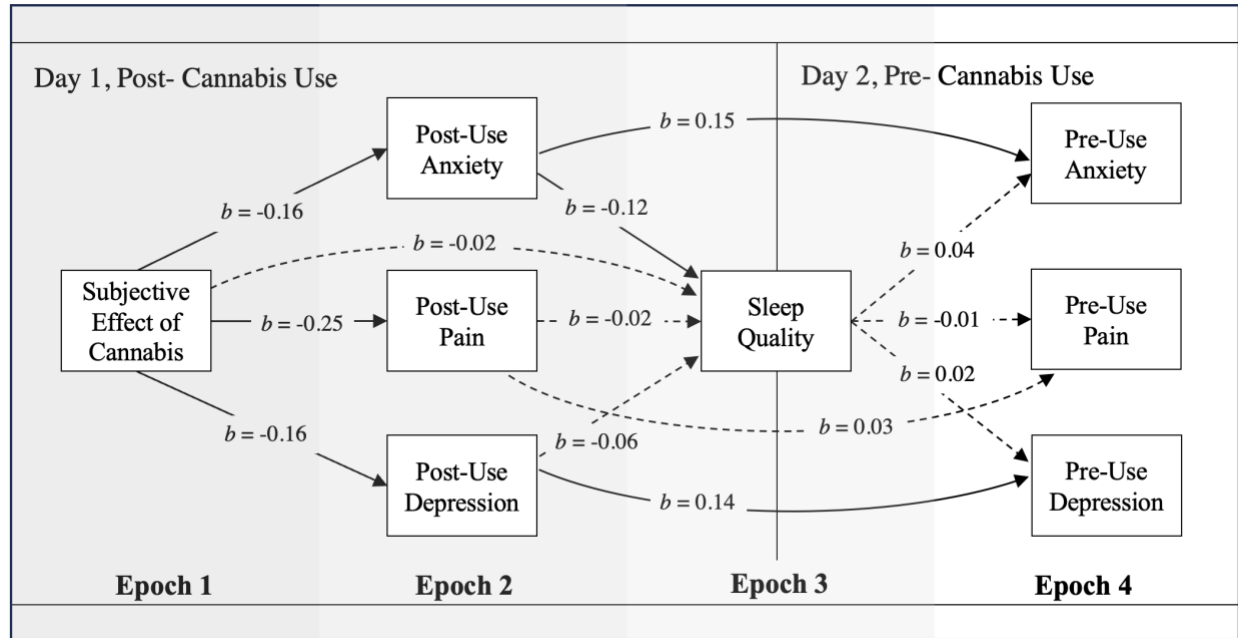 Day 1, Post- Cannabis Use
Day 2, Pre- Cannabis Use
Post-Use
Anxiety
b = 0.15
Pre-Use
Anxiety
b = -0.16
b = -0.12
b = -0.02
b = 0.04
Subjective
Effect of
Cannabis
b = -0.25
Post-Use
Pain
b = -0.02
Sleep
Quality
b = -0.01
Pre-Use
Pain
b = 0.02
b = -0.16
b = -0.06
b = 0.03
Post-Use
Depression
b = 0.14
Pre-Use
Depression
Epoch 1
Epoch 2
Epoch 3
Epoch 4